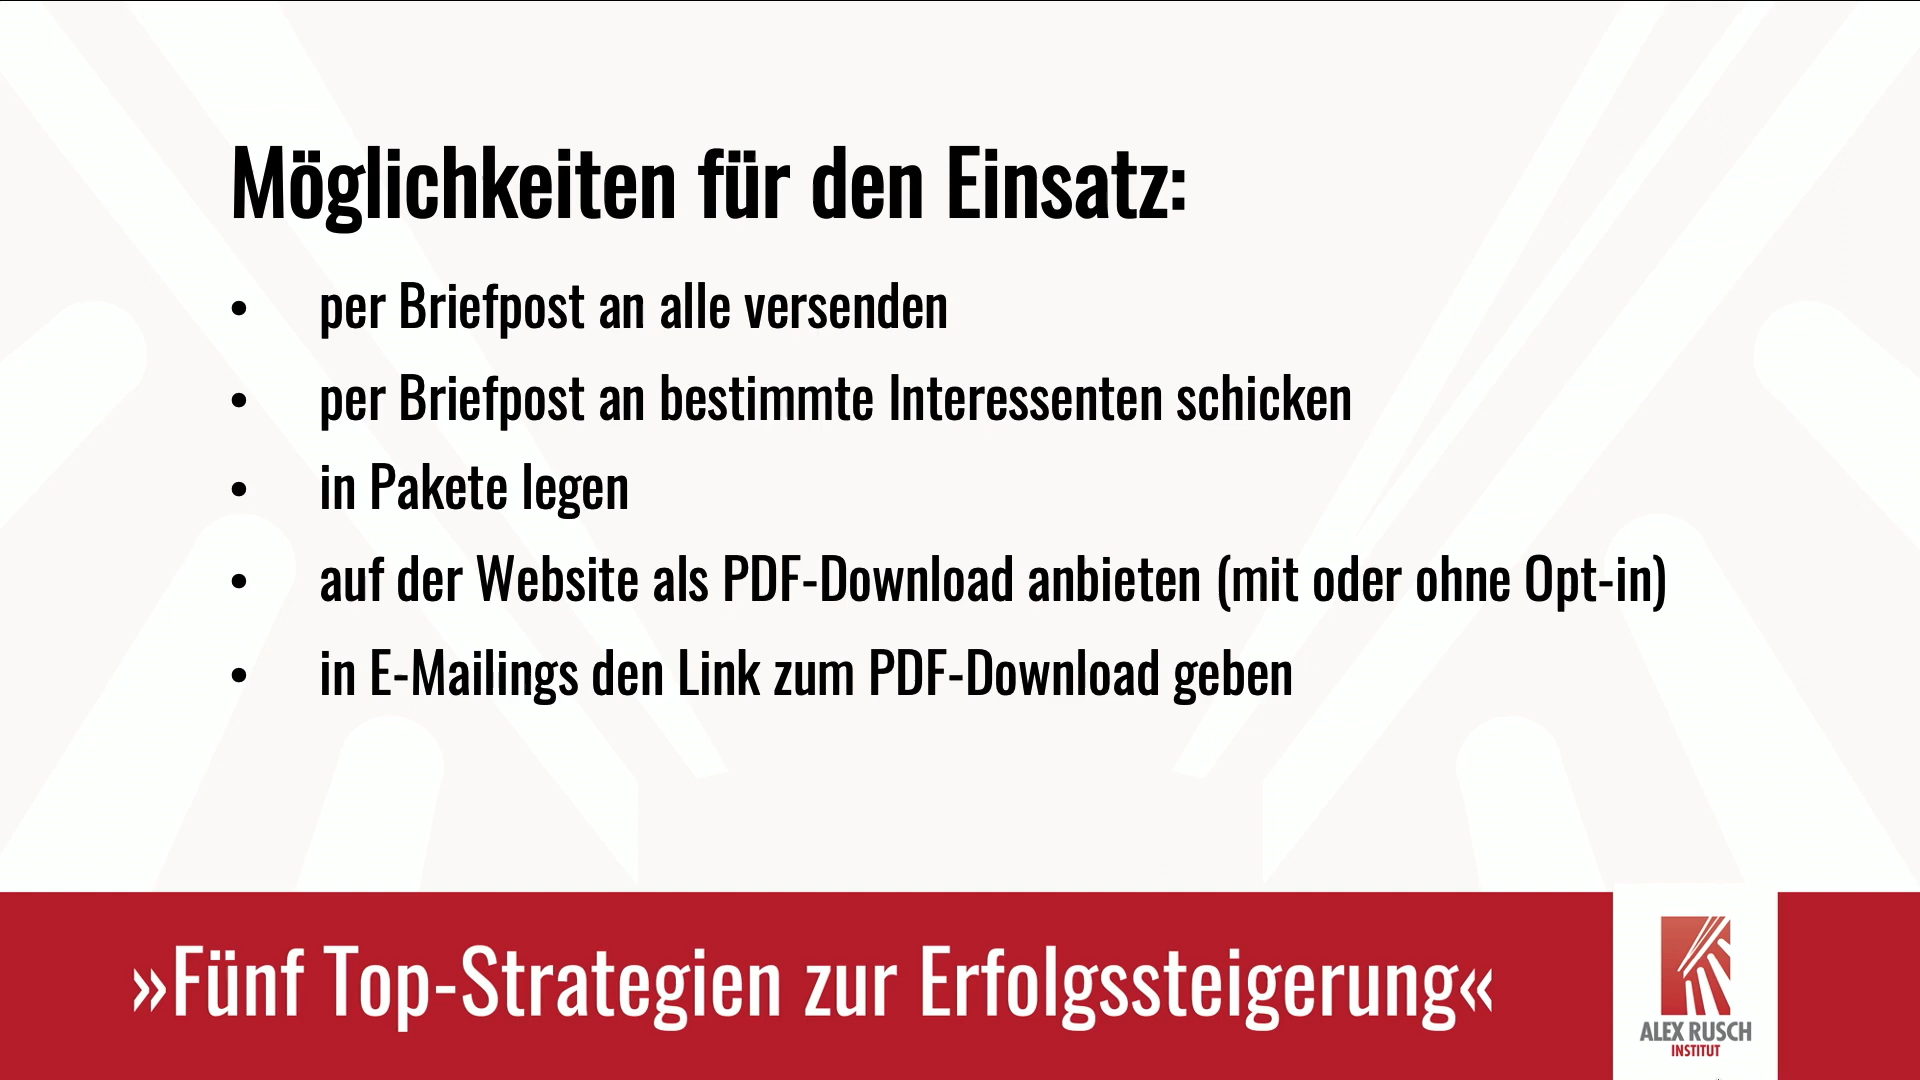 Möglichkeiten für den Einsatz:
• per Briefpost an alle versenden
• per Briefpost an bestimmte Interessenten schicken
• in Pakete legen
• auf der Website als PDF-Download anbieten (mit oder ohne Opt-in)
• in E-Mailings den Link zum PDF-Download geben
»Fünf Top-Strategien zur Erfolgssteigerung«
ALEX RUSCH
INSTITUT